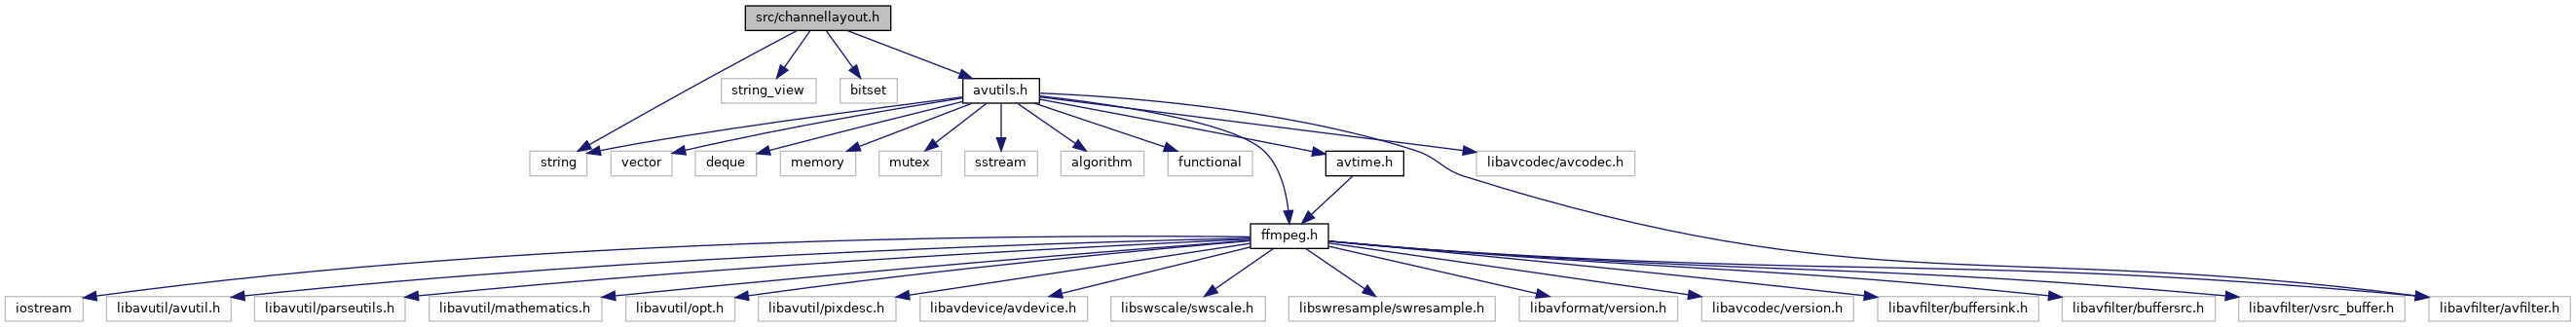 src/channellayout.h
string_view
bitset
avutils.h
string
vector
deque
memory
mutex
sstream
algorithm
functional
avtime.h
libavcodec/avcodec.h
ffmpeg.h
iostream
libavutil/avutil.h
libavutil/parseutils.h
libavutil/mathematics.h
libavutil/opt.h
libavutil/pixdesc.h
libavdevice/avdevice.h
libswscale/swscale.h
libswresample/swresample.h
libavformat/version.h
libavcodec/version.h
libavfilter/buffersink.h
libavfilter/buffersrc.h
libavfilter/vsrc_buffer.h
libavfilter/avfilter.h